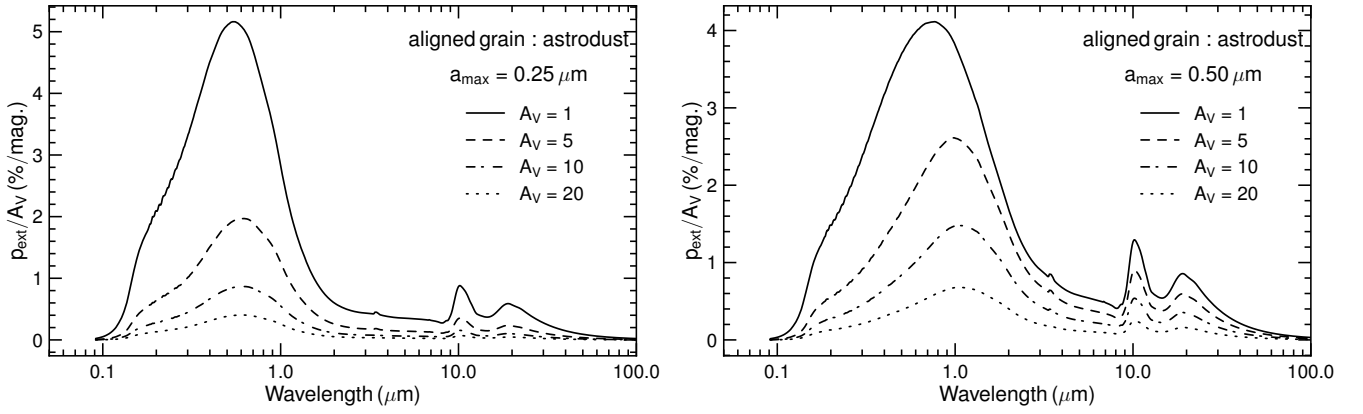 aligned grain : astrodust
a_max = 0.25 μm
A_V = 1
A_V = 5
A_V = 10
A_V = 20
p_ext/A_V (%/mag.)
5
4
3
2
1
0
0.1 1.0 10.0 100.0
Wavelength (μm)
aligned grain : astrodust
a_max = 0.50 μm
A_V = 1
A_V = 5
A_V = 10
A_V = 20
p_ext/A_V (%/mag.)
4
3
2
1
0
0.1 1.0 10.0 100.0
Wavelength (μm)